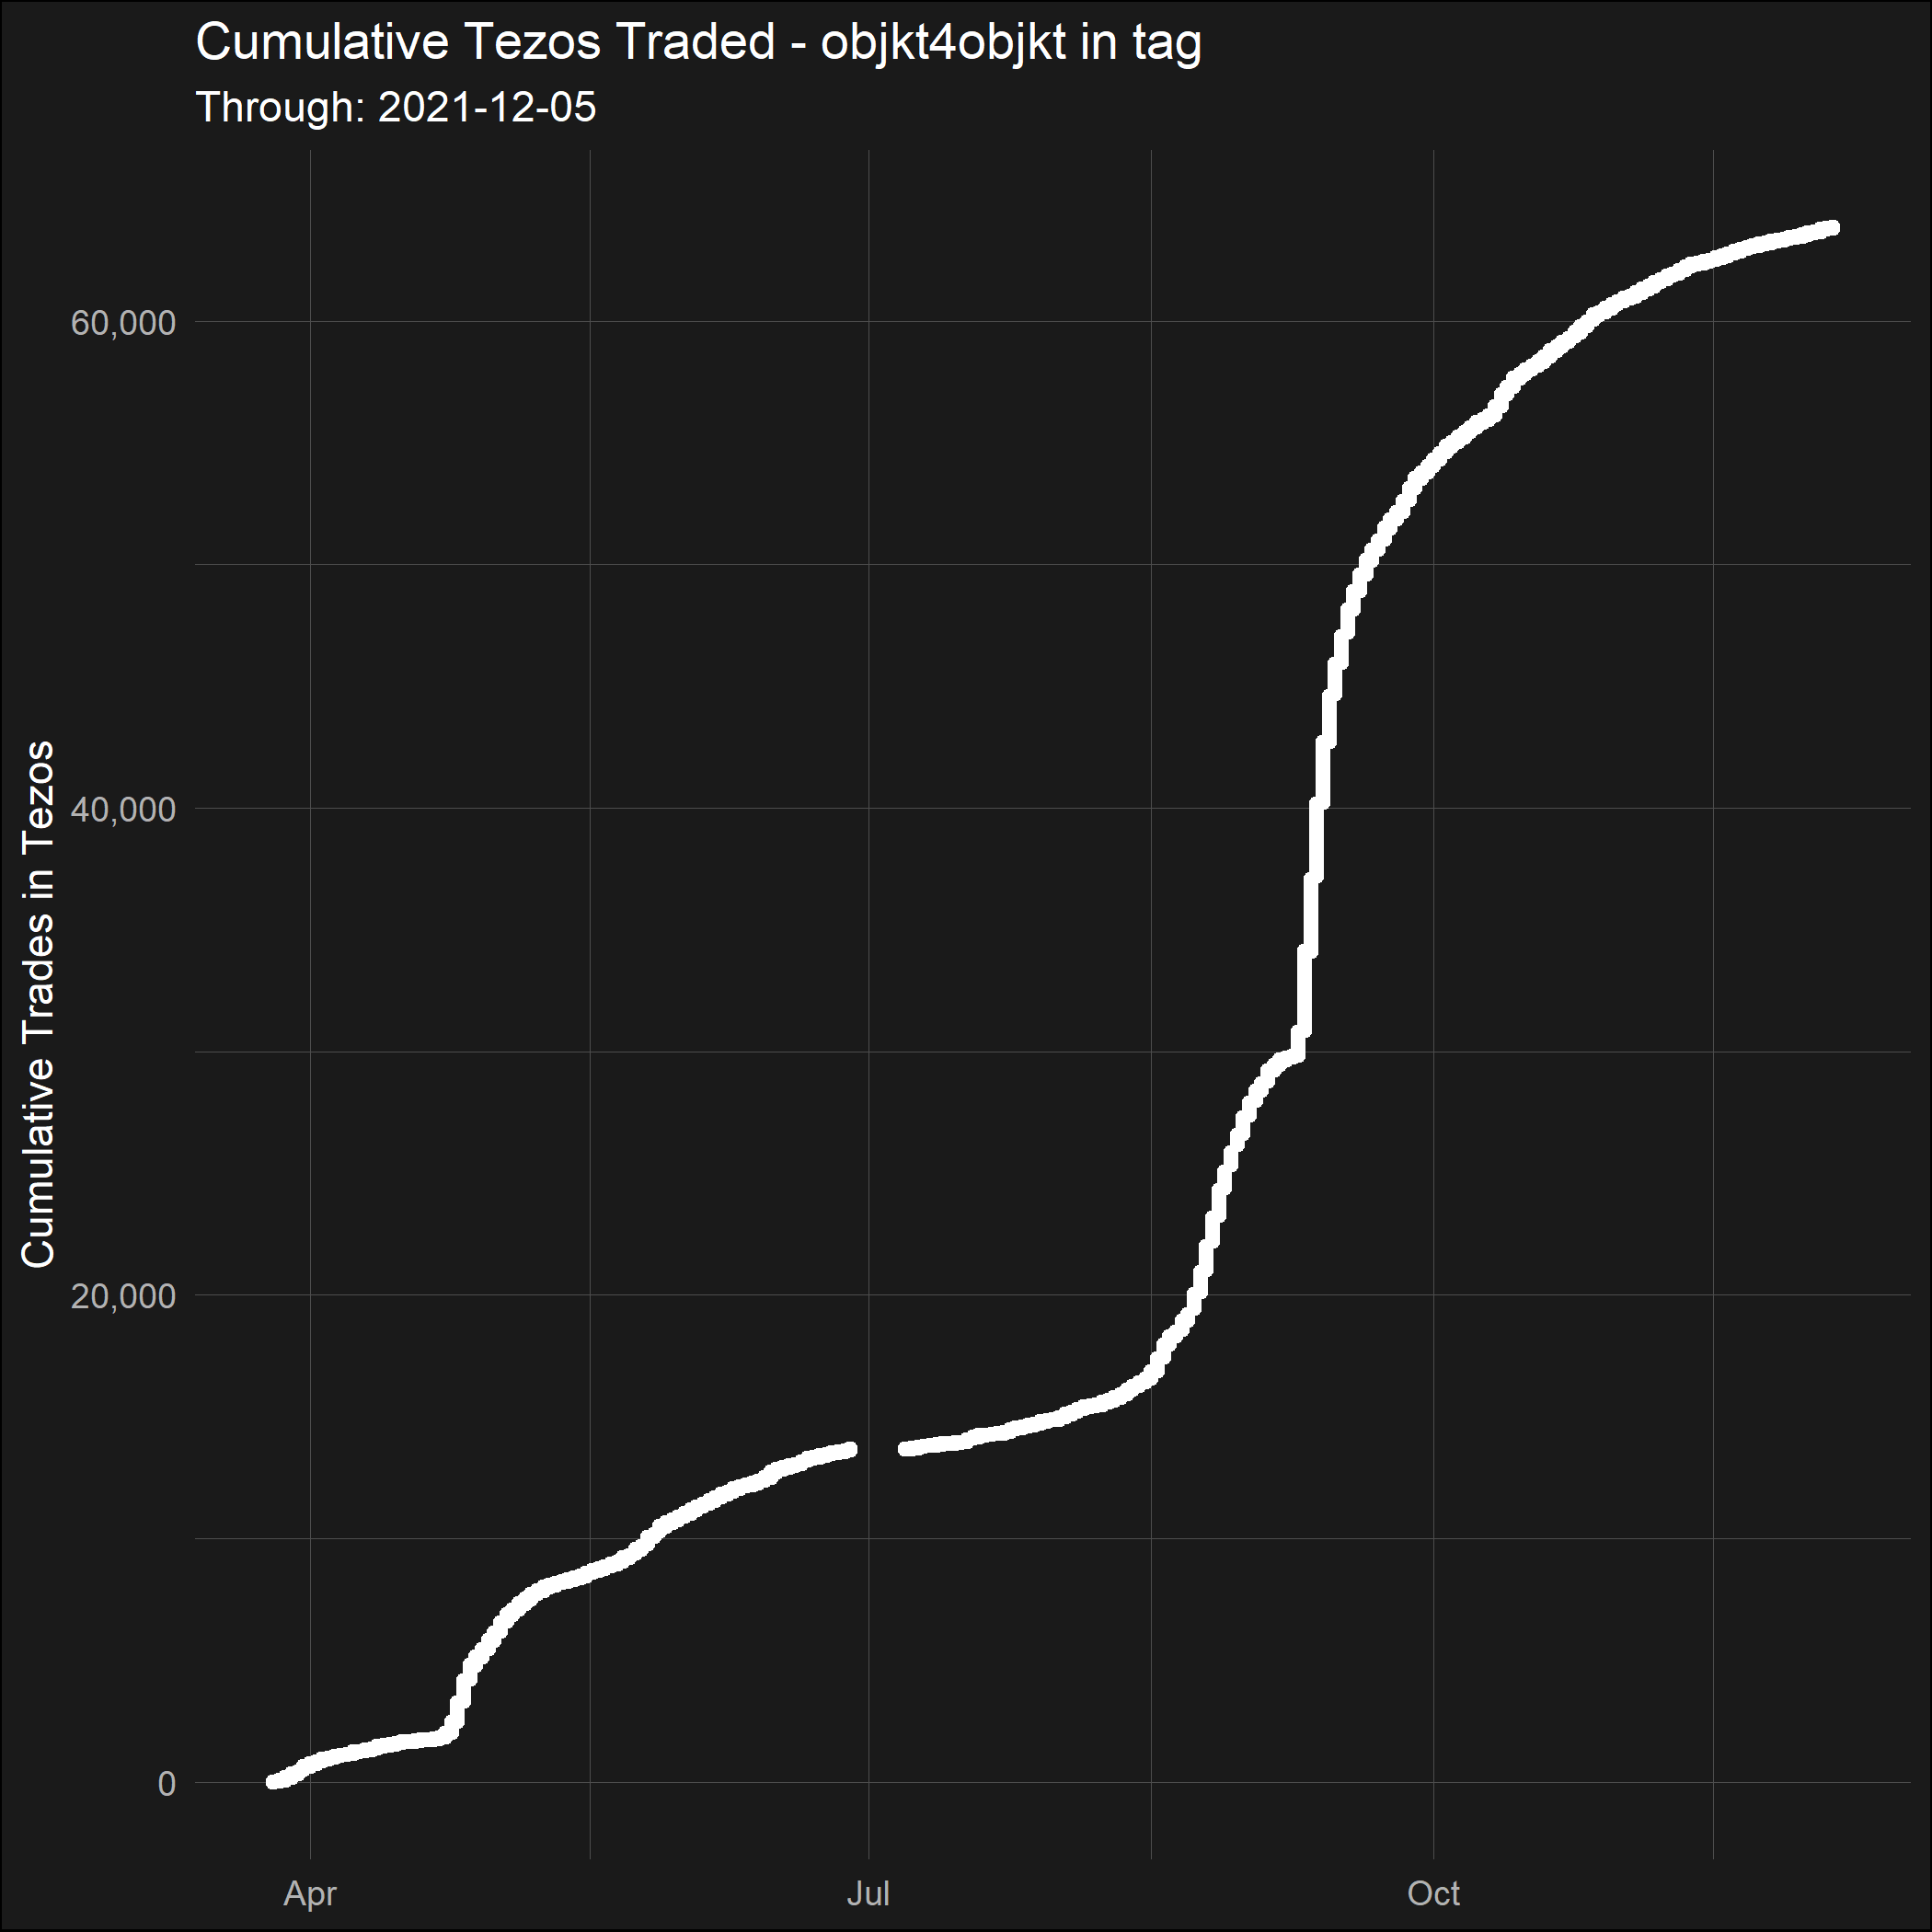 Cumulative Tezos Traded - objkt4objkt in tag
Through: 2021-12-05
Cumulative Trades in Tezos
60,000
40,000
20,000
0
Apr
Jul
Oct